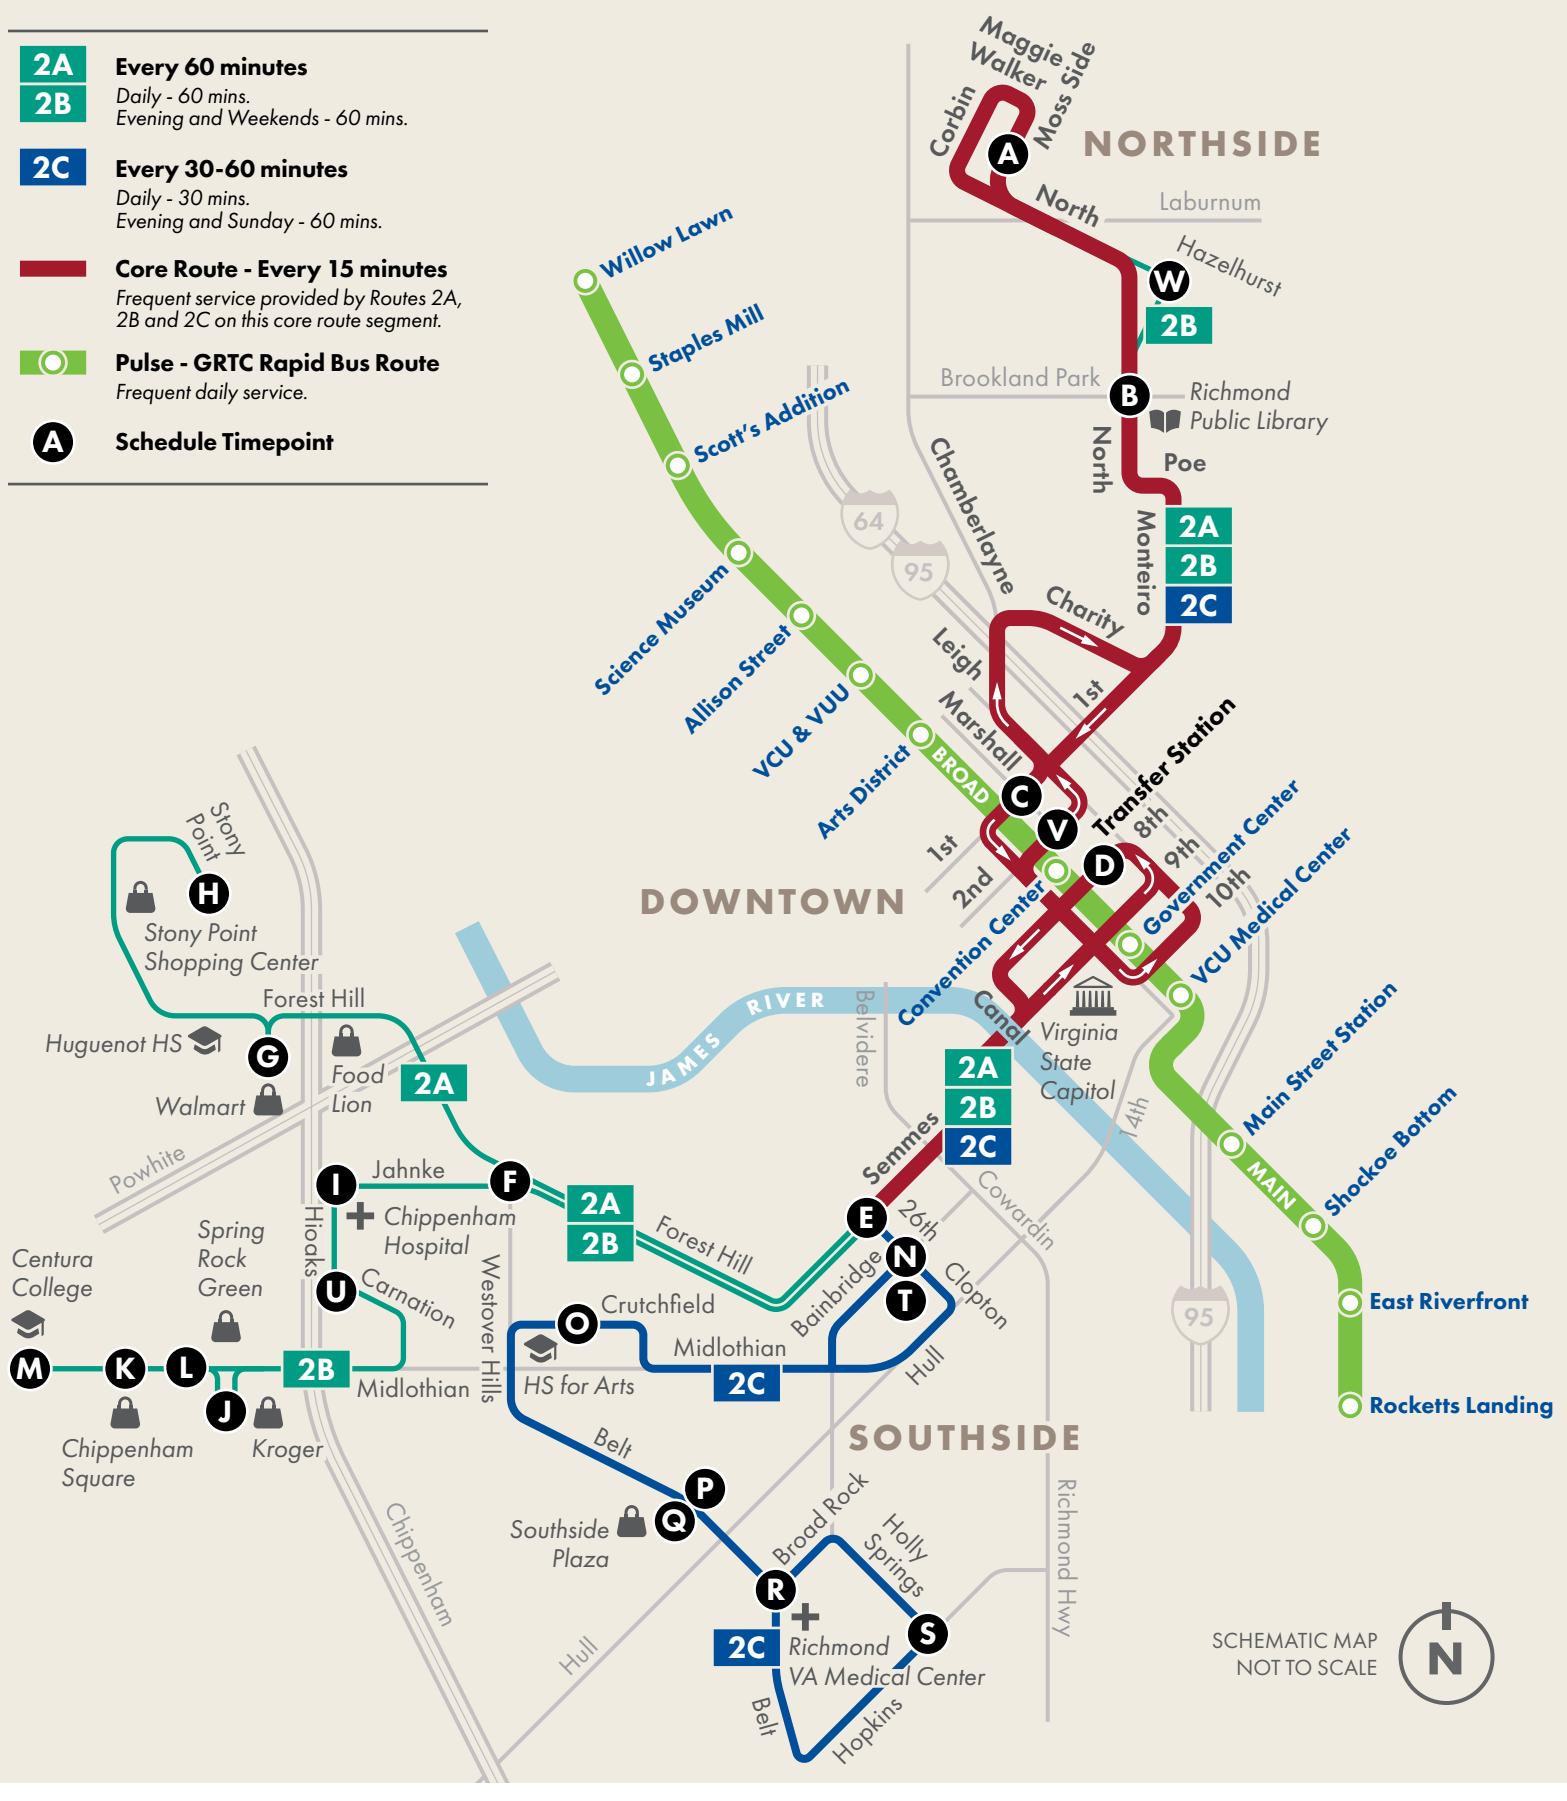 2A
2B
Every 60 minutes
Daily - 60 mins.
Evening and Weekends - 60 mins.
2C
Every 30-60 minutes
Daily - 30 mins.
Evening and Sunday - 60 mins.
Core Route - Every 15 minutes
Frequent service provided by Routes 2A,
2B and 2C on this core route segment.
Pulse - GRTC Rapid Bus Route
Frequent daily service.
A
Schedule Timepoint
Maggie
Walker
Moss Side
Corbin
A
NORTHSIDE
North
Laburnum
Hazelhurst
W
2B
Brookland Park
B
Richmond
Public Library
North
Poe
Monteiro
2A
2B
2C
Chamberlayne
64
95
Charity
Leigh
1st
Marshall
Willow Lawn
Staples Mill
Scott's Addition
Science Museum
Allison Street
VCU & VUU
Arts District
BROAD
C
V
D
Transfer Station
8th
9th
10th
1st
2nd
Convention Center
Government Center
VCU Medical Center
DOWNTOWN
Canal
Virginia
State
Capitol
Main Street Station
Shockoe Bottom
MAIN
East Riverfront
Rocketts Landing
95
14th
JAMES
RIVER
Belvidere
2A
2B
2C
Semmes
Cowardin
E
26th
N
T
Bainbridge
Clopton
Hull
Stony
Point
H
Stony Point
Shopping Center
Forest Hill
Huguenot HS
G
Walmart
Food
Lion
2A
Powhite
I
Jahnke
F
2A
2B
Forest Hill
Chippenham
Hospital
Hioaks
Spring
Rock
Green
Centura
College
U
Carnation
Westover Hills
O
Crutchfield
HS for Arts
Midlothian
2C
M
K
L
2B
Midlothian
J
Kroger
Chippenham
Square
SOUTHSIDE
Belt
P
Q
Southside
Plaza
Chippenham
Broad Rock
Holly
Springs
R
S
2C
Richmond
VA Medical Center
Hull
Belt
Hopkins
Richmond Hwy
SCHEMATIC MAP
NOT TO SCALE
N